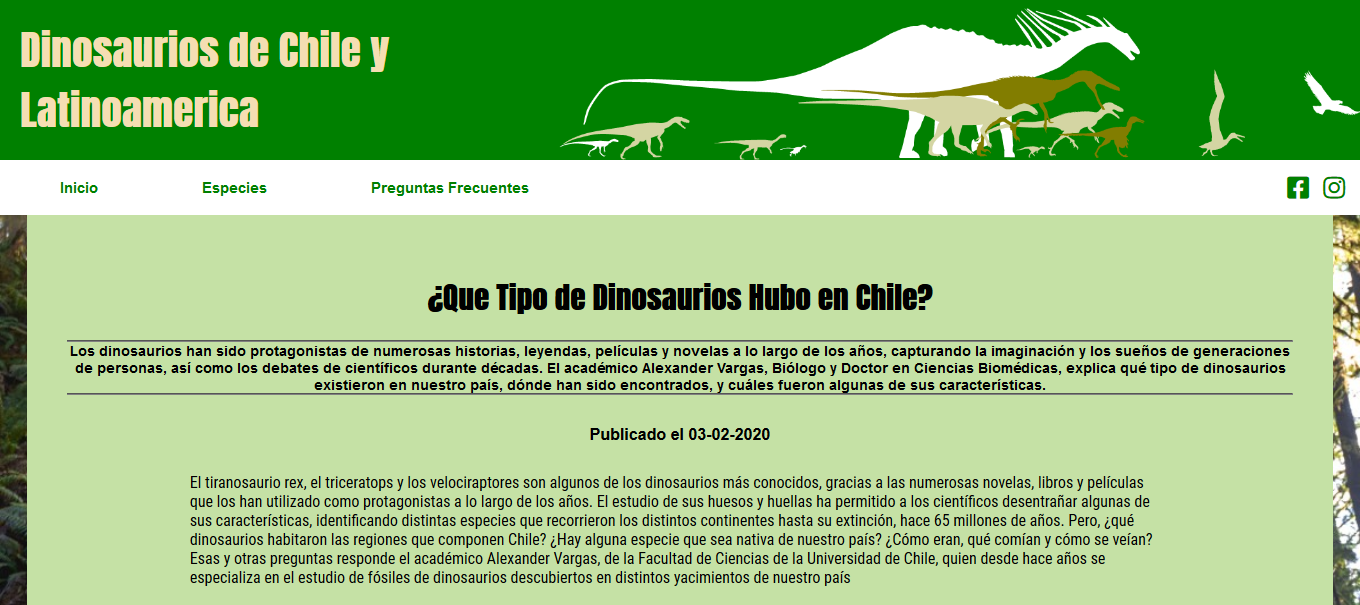 Dinosaurios de Chile y
Latinoamerica
Inicio
Especies
Preguntas Frecuentes
¿Que Tipo de Dinosaurios Hubo en Chile?
Los dinosaurios han sido protagonistas de numerosas historias, leyendas, películas y novelas a lo largo de los años, capturando la imaginación y los sueños de generaciones
de personas, así como los debates de científicos durante décadas. El académico Alexander Vargas, Biólogo y Doctor en Ciencias Biomédicas, explica qué tipo de dinosaurios
existieron en nuestro país, dónde han sido encontrados, y cuáles fueron algunas de sus características.
Publicado el 03-02-2020
El tiranosaurio rex, el triceratops y los velociraptores son algunos de los dinosaurios más conocidos, gracias a las numerosas novelas, libros y películas
que los han utilizado como protagonistas a lo largo de los años. El estudio de sus huesos y huellas ha permitido a los científicos desentrañar algunas de
sus características, identificando distintas especies que recorrieron los distintos continentes hasta su extinción, hace 65 millones de años. Pero, ¿qué
dinosaurios habitaron las regiones que componen Chile? ¿Hay alguna especie que sea nativa de nuestro país? ¿Cómo eran, qué comían y cómo se veían?
Esas y otras preguntas responde el académico Alexander Vargas, de la Facultad de Ciencias de la Universidad de Chile, quien desde hace años se
especializa en el estudio de fósiles de dinosaurios descubiertos en distintos yacimientos de nuestro país